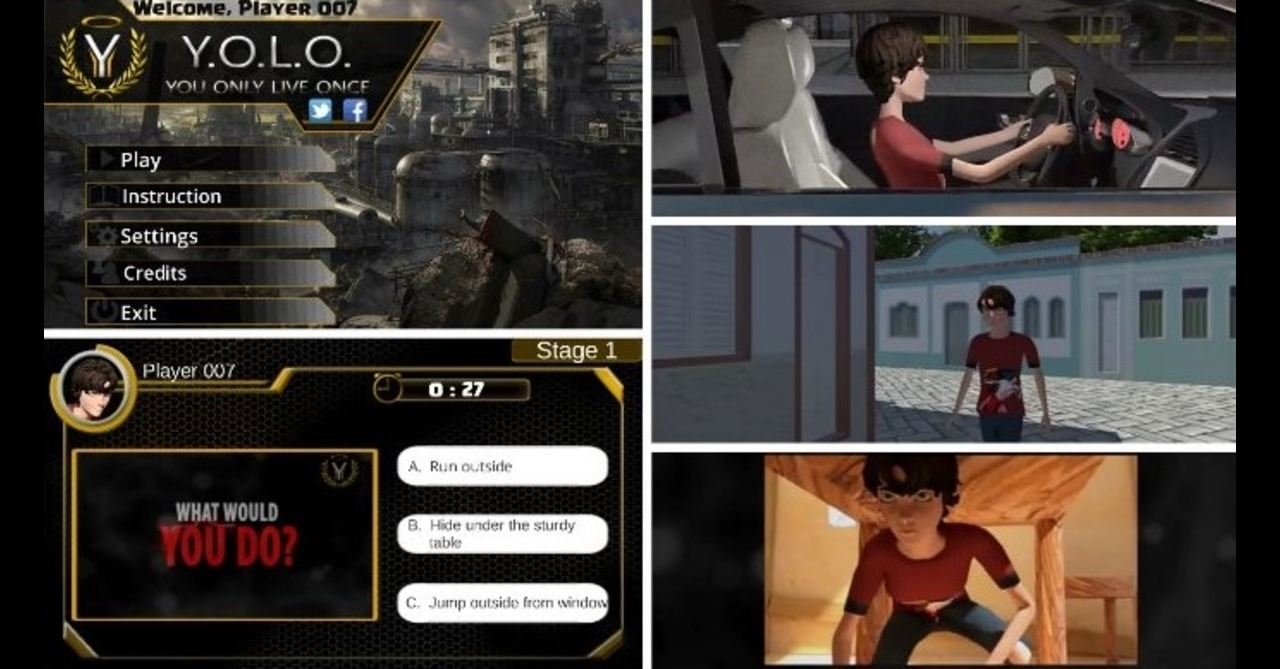 Welcome, Player 007
Y
Y.O.L.O.
YOU ONLY LIVE ONCE
Play
Instruction
Settings
Credits
Exit
Stage 1
Player 007
0 : 27
Y
WHAT WOULD
YOU DO?
A. Run outside
B. Hide under the sturdy
table
C. Jump outside from window